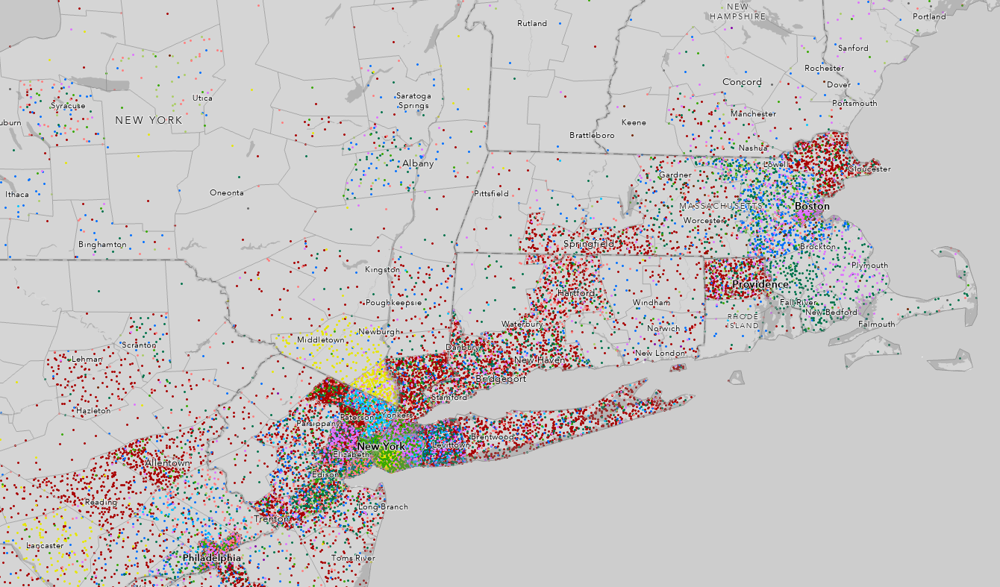 NEW
HAMPSHIRE
Portland
Rutland
Sanford
Rochester
Concord
Dover
Utica
Saratoga
Springs
Syracuse
Portsmouth
Manchester
NEW YORK
uburn
Keene
Brattleboro
Nashua
Albany
Lowell
Gloucester
Gardner
Ithaca
Oneonta
Pittsfield
MASSACHUSETTS
Boston
Worcester
Binghamton
Springfield
Brockton
Kingston
Plymouth
Providence
Hartford
Poughkeepsie
Windham
Fall River
New Bedford
RHODE
ISLAND
Waterbury
Falmouth
Newburgh
Norwich
Middletown
Scranton
Danbury
New London
Lehman
New Haven
Bridgeport
Stamford
Hazleton
Paterson
Yonkers
Parsippany
Brentwood
New York
Levittown
Elizabeth
Allentown
Edison
Reading
Long Branch
Trenton
Lancaster
Philadelphia
Toms River